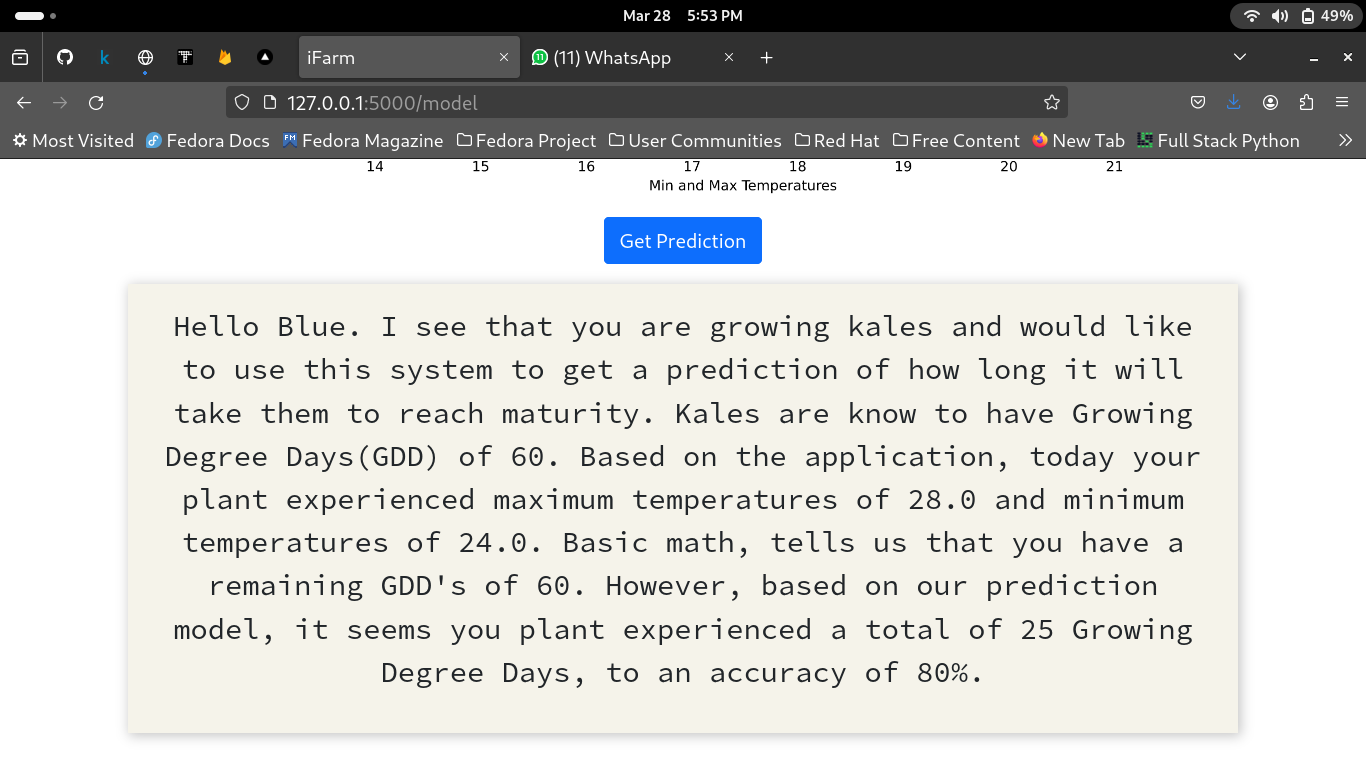 Mar 28 5:53 PM
49%
iFarm
11
(11) WhatsApp
127.0.0.1:5000/model
Most Visited
Fedora Docs
FM
Fedora Magazine
Fedora Project
User Communities
Red Hat
Free Content
New Tab
Full Stack Python
14 15 16 17 18 19 20 21
Min and Max Temperatures
Get Prediction
Hello Blue. I see that you are growing kales and would like
to use this system to get a prediction of how long it will
take them to reach maturity. Kales are know to have Growing
Degree Days(GDD) of 60. Based on the application, today your
plant experienced maximum temperatures of 28.0 and minimum
temperatures of 24.0. Basic math, tells us that you have a
remaining GDD's of 60. However, based on our prediction
model, it seems you plant experienced a total of 25 Growing
Degree Days, to an accuracy of 80%.